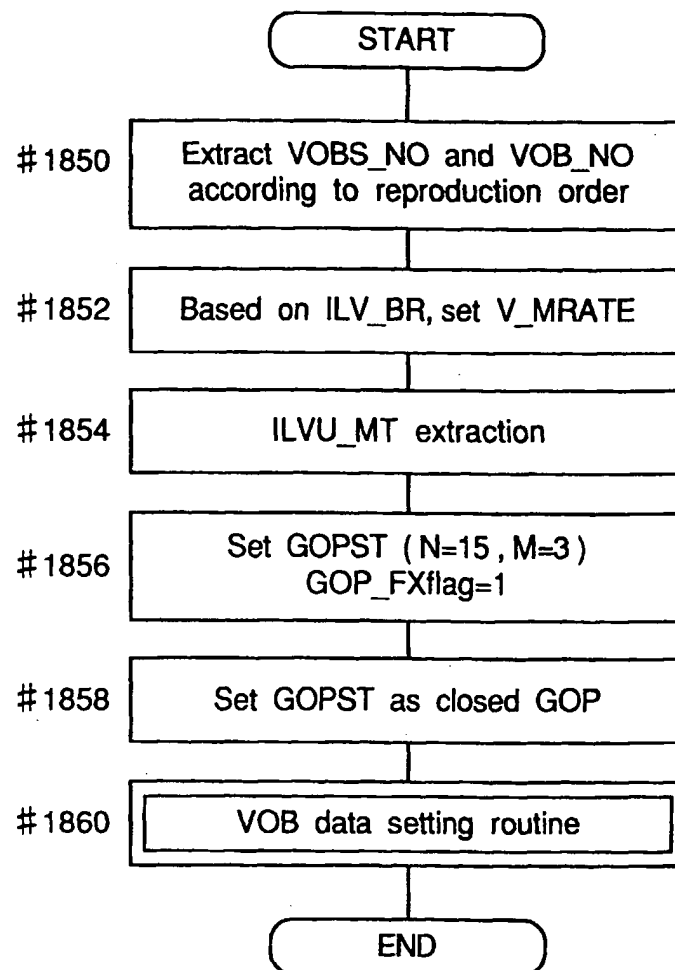 START
#1850
Extract VOBS_NO and VOB_NO
according to reproduction order
#1852
Based on ILV_BR, set V_MRATE
#1854
ILVU_MT extraction
#1856
Set GOPST ( N=15 , M=3 )
GOP_FXflag=1
#1858
Set GOPST as closed GOP
#1860
VOB data setting routine
END